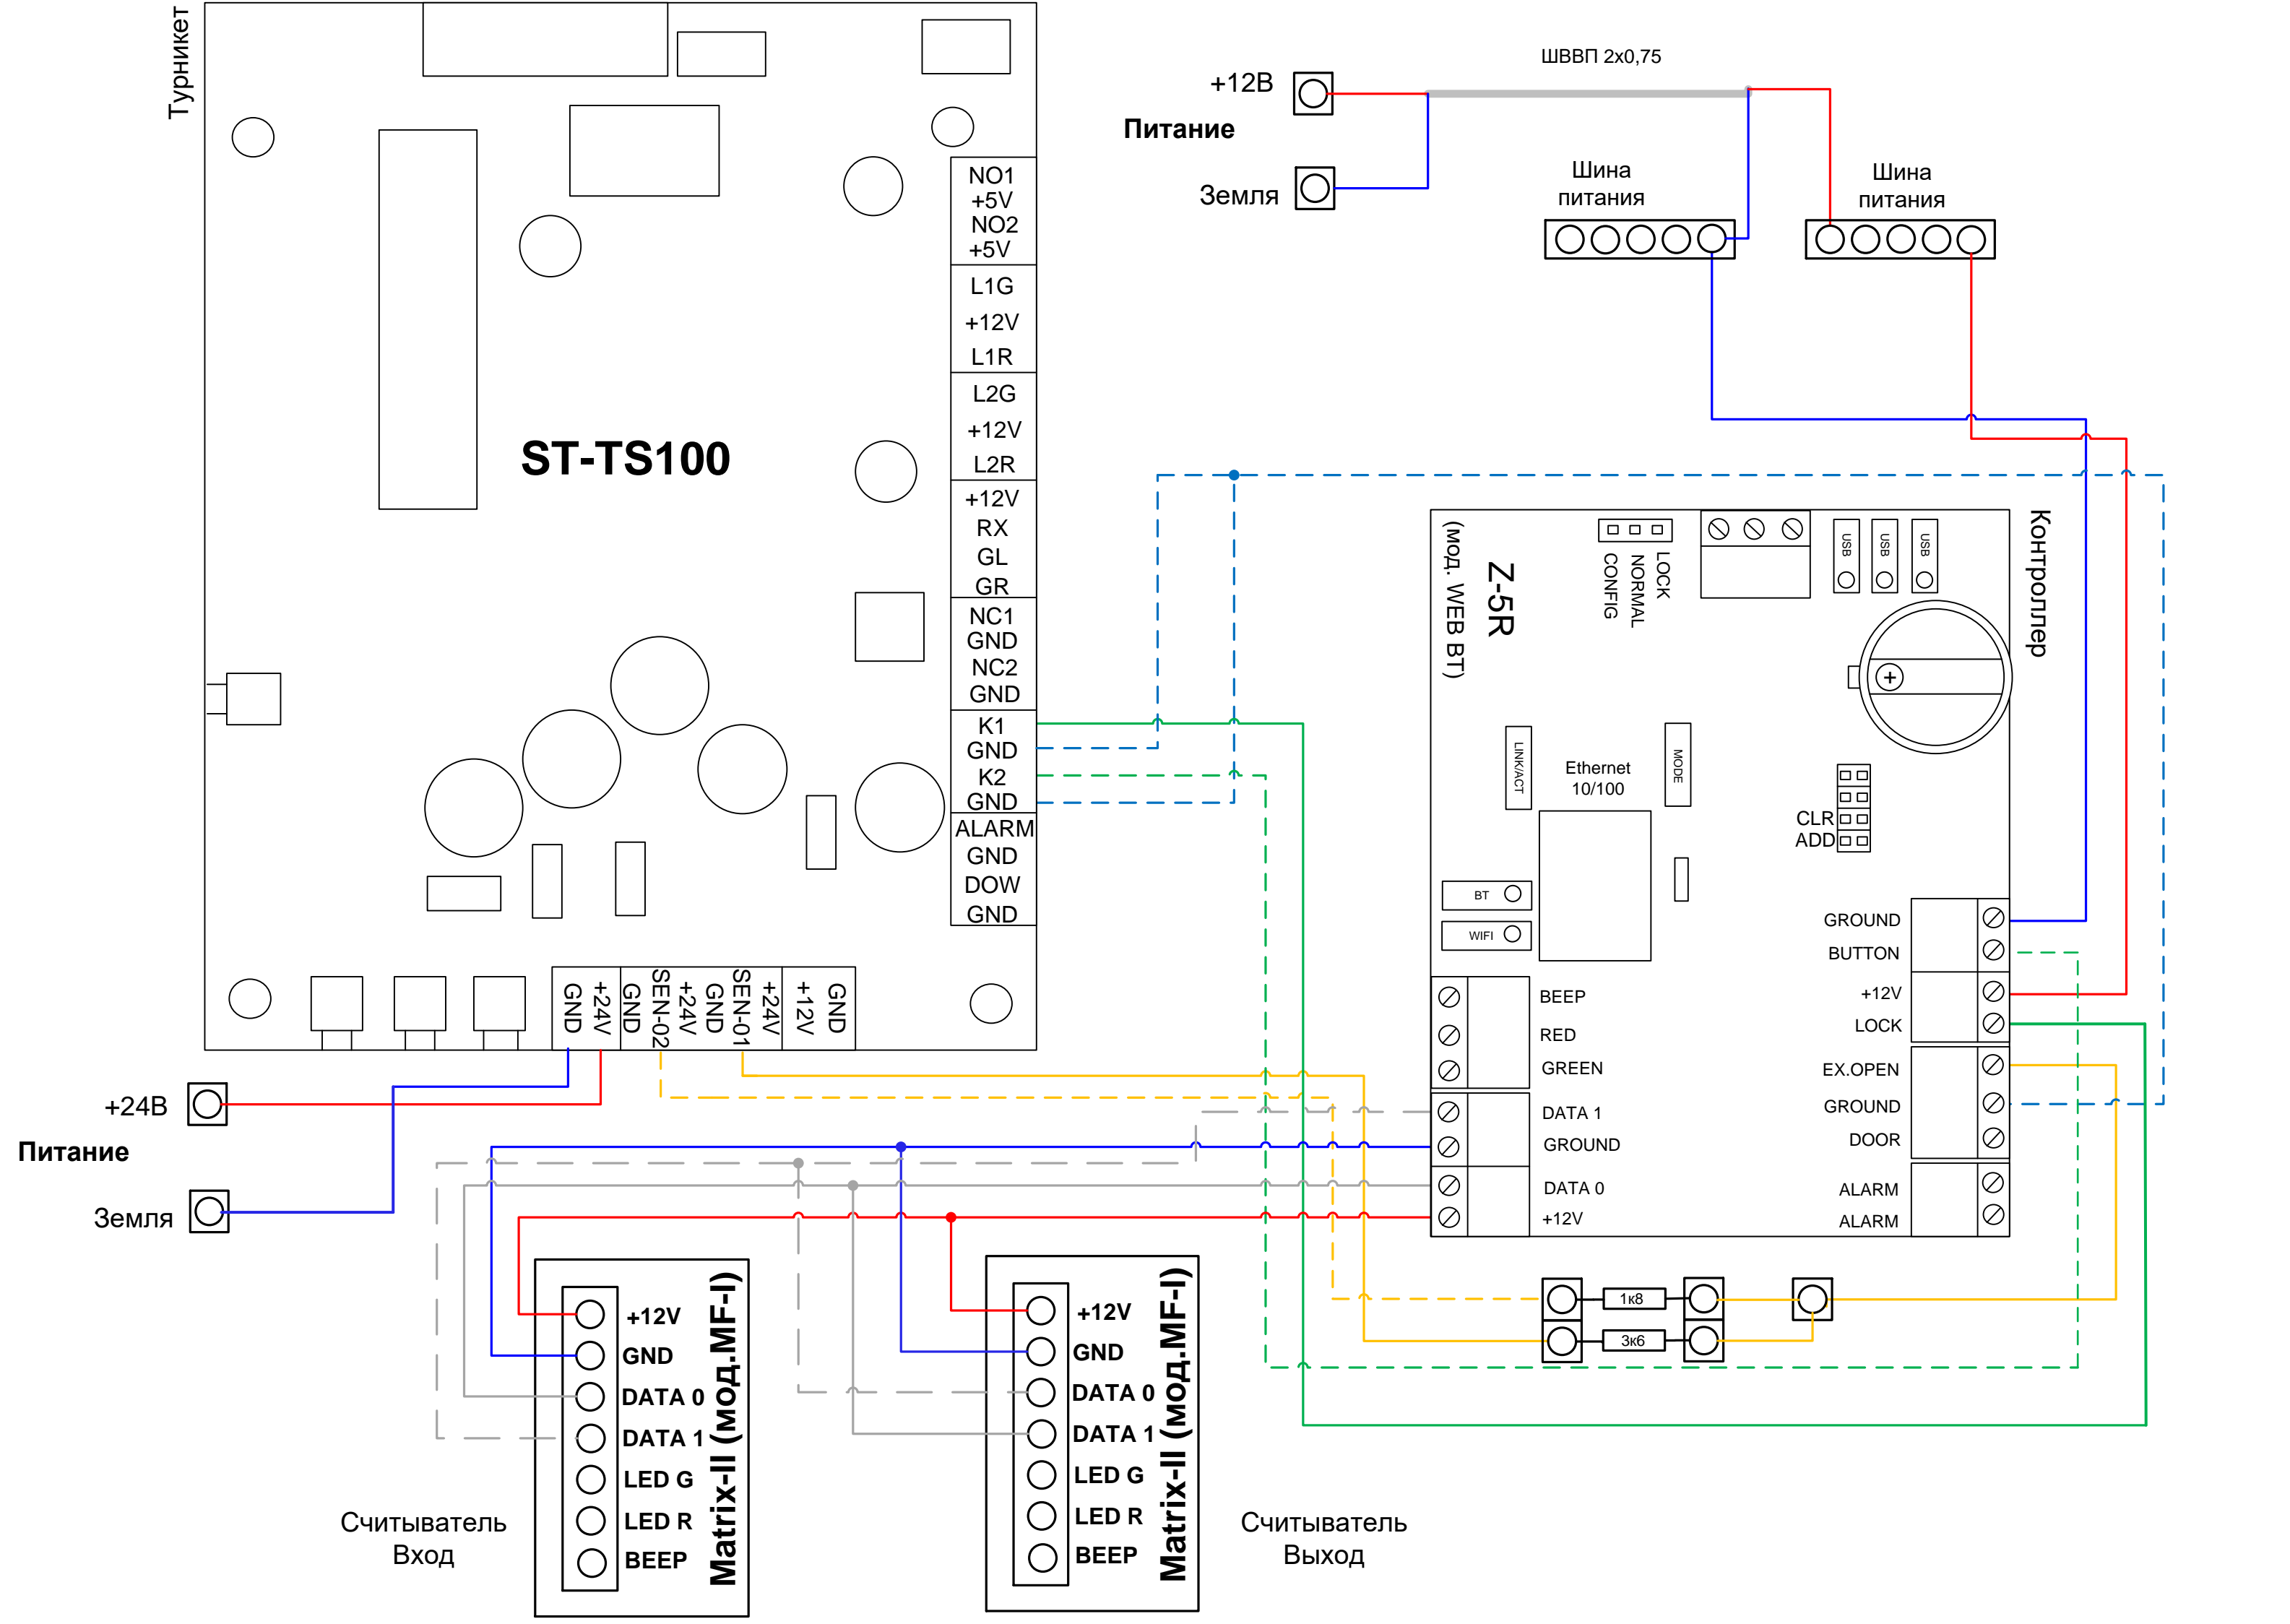 Турникет
ST-TS100
NO1
+5V
NO2
+5V
L1G
+12V
L1R
L2G
+12V
L2R
+12V
RX
GL
GR
NC1
GND
NC2
GND
K1
GND
K2
GND
ALARM
GND
DOW
GND
GND
+24V
GND
SEN-02
+24V
GND
SEN-01
+24V
+12V
GND
+24В
Питание
Земля
+12В
Питание
Земля
ШВВП 2х0,75
Шина
питания
Шина
питания
Контроллер
Z-5R
(мод. WEB BT)
LOCK
NORMAL
CONFIG
USB
USB
USB
LINK/ACT
Ethernet
10/100
MODE
CLR
ADD
BT
WIFI
BEEP
RED
GREEN
DATA 1
GROUND
DATA 0
+12V
GROUND
BUTTON
+12V
LOCK
EX.OPEN
GROUND
DOOR
ALARM
ALARM
1к8
3к6
+12V
GND
DATA 0
DATA 1
LED G
LED R
BEEP
Matrix-II (мод.MF-I)
Считыватель
Вход
+12V
GND
DATA 0
DATA 1
LED G
LED R
BEEP
Matrix-II (мод.MF-I)
Считыватель
Выход